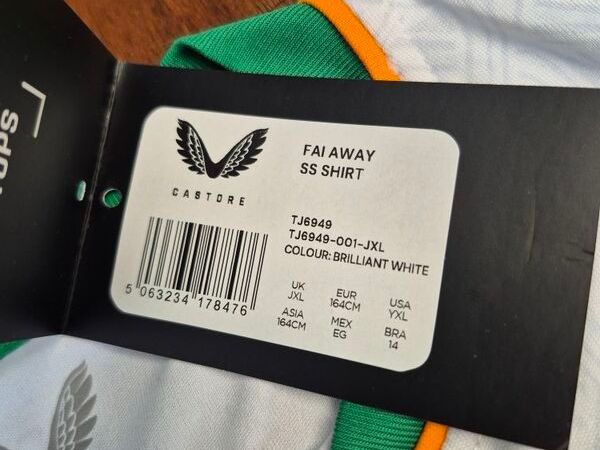 TOPS
CASTORE
FAI AWAY
SS SHIRT
TJ6949
TJ6949-001-JXL
COLOUR: BRILLIANT WHITE
5 063234 178476
UK
JXL
EUR
164CM
USA
YXL
ASIA
164CM
MEX
EG
BRA
14